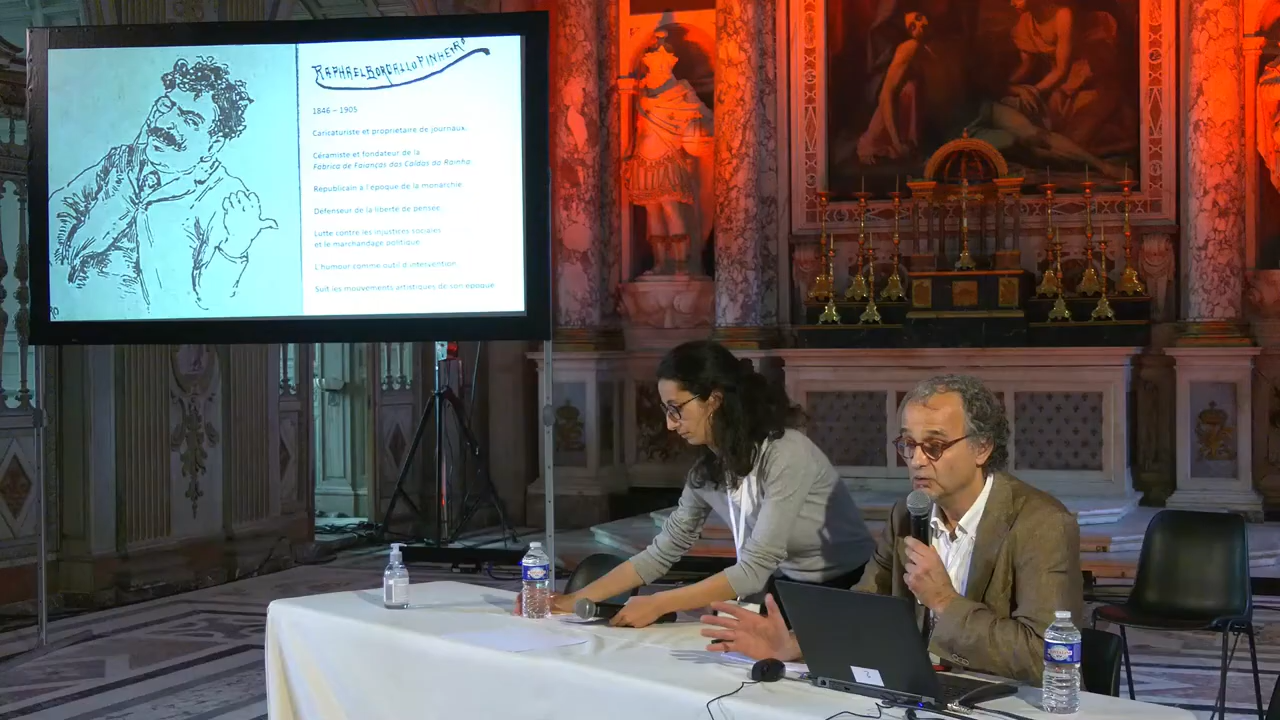 RAPHAEL BORDALLO PINHEIRO
1846 – 1905
Caricaturiste et propriétaire de journaux.
Céramiste et fondateur de la
Fabrica de Faianças das Caldas da Rainha
Républicain à l'époque de la monarchie
Défenseur de la liberté de pensée
Lutte contre les injustices sociales
et le marchandage politique
L'humour comme outil d'intervention
Suit les mouvements artistiques de son époque